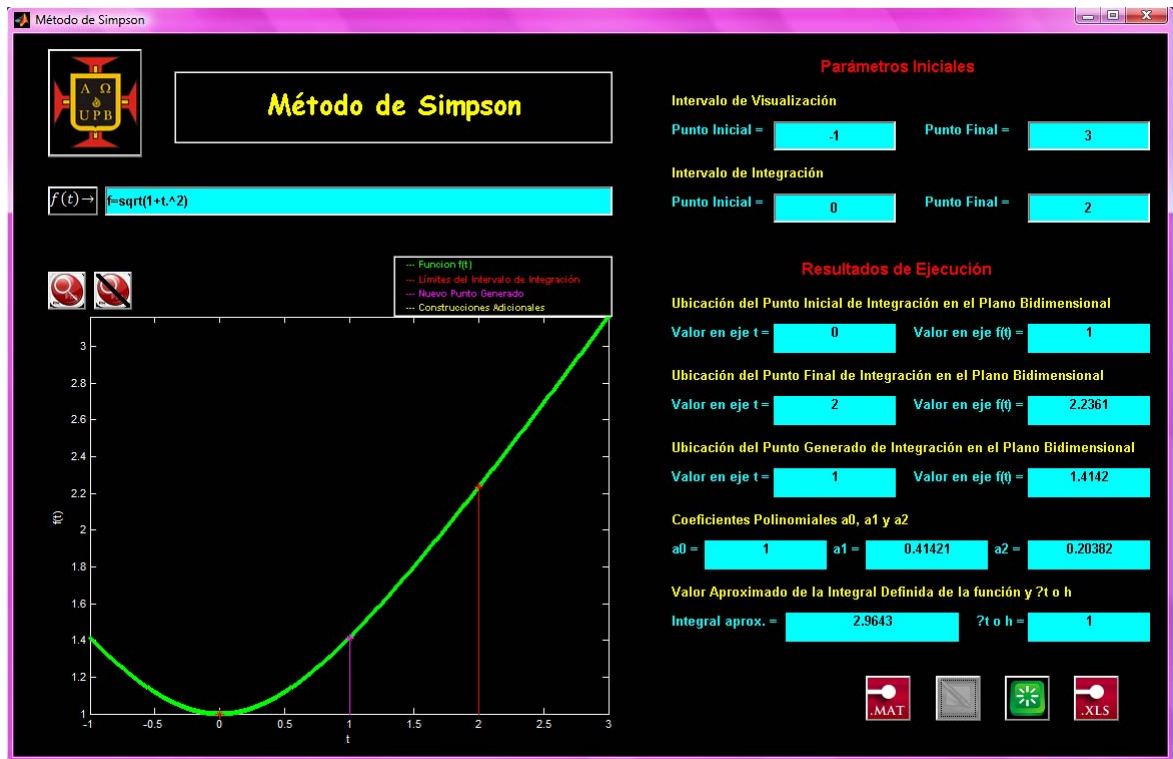 Método de Simpson
Α Ω
UPB
Método de Simpson
f(t)→
f=sqrt(1+t.^2)
--- Funcion f(t)
--- Límites del Intervalo de Integración
--- Nuevo Punto Generado
--- Construcciones Adicionales
3
2.8
2.6
2.4
2.2
2
1.8
1.6
1.4
1.2
1
f(t)
-1 -0.5 0 0.5 1 1.5 2 2.5 3
t
Parámetros Iniciales
Intervalo de Visualización
Punto Inicial = -1 Punto Final = 3
Intervalo de Integración
Punto Inicial = 0 Punto Final = 2
Resultados de Ejecución
Ubicación del Punto Inicial de Integración en el Plano Bidimensional
Valor en eje t = 0 Valor en eje f(t) = 1
Ubicación del Punto Final de Integración en el Plano Bidimensional
Valor en eje t = 2 Valor en eje f(t) = 2.2361
Ubicación del Punto Generado de Integración en el Plano Bidimensional
Valor en eje t = 1 Valor en eje f(t) = 1.4142
Coeficientes Polinomiales a0, a1 y a2
a0 = 1 a1 = 0.41421 a2 = 0.20382
Valor Aproximado de la Integral Definida de la función y ?t o h
Integral aprox. = 2.9643 ?t o h = 1
.MAT
.XLS